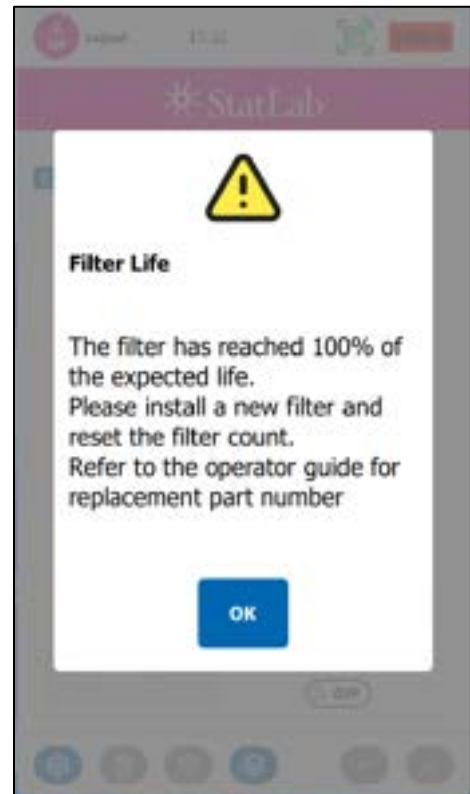 StatLab
Filter Life
The filter has reached 100% of
the expected life.
Please install a new filter and
reset the filter count.
Refer to the operator guide for
replacement part number
OK